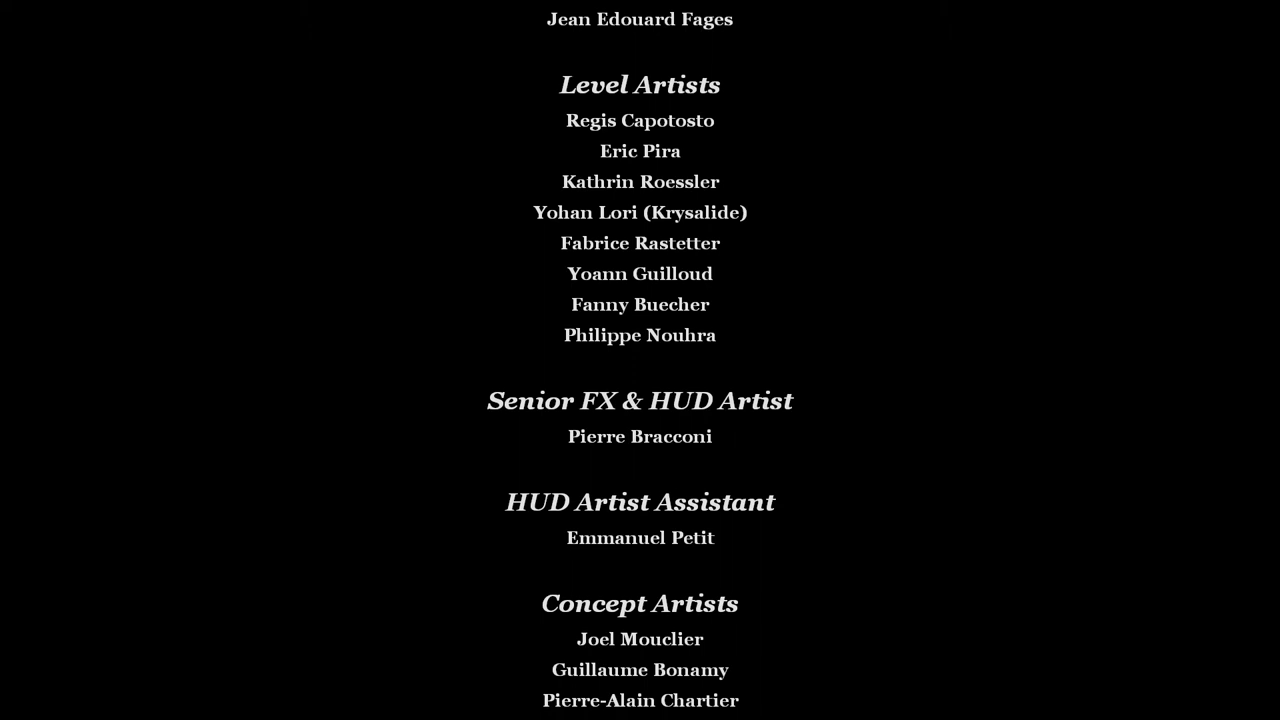 Jean Edouard Fages
Level Artists
Regis Capotosto
Eric Pira
Kathrin Roessler
Yohan Lori (Krysalide)
Fabrice Rastetter
Yoann Guilloud
Fanny Buecher
Philippe Nouhra
Senior FX & HUD Artist
Pierre Bracconi
HUD Artist Assistant
Emmanuel Petit
Concept Artists
Joel Mouclier
Guillaume Bonamy
Pierre-Alain Chartier